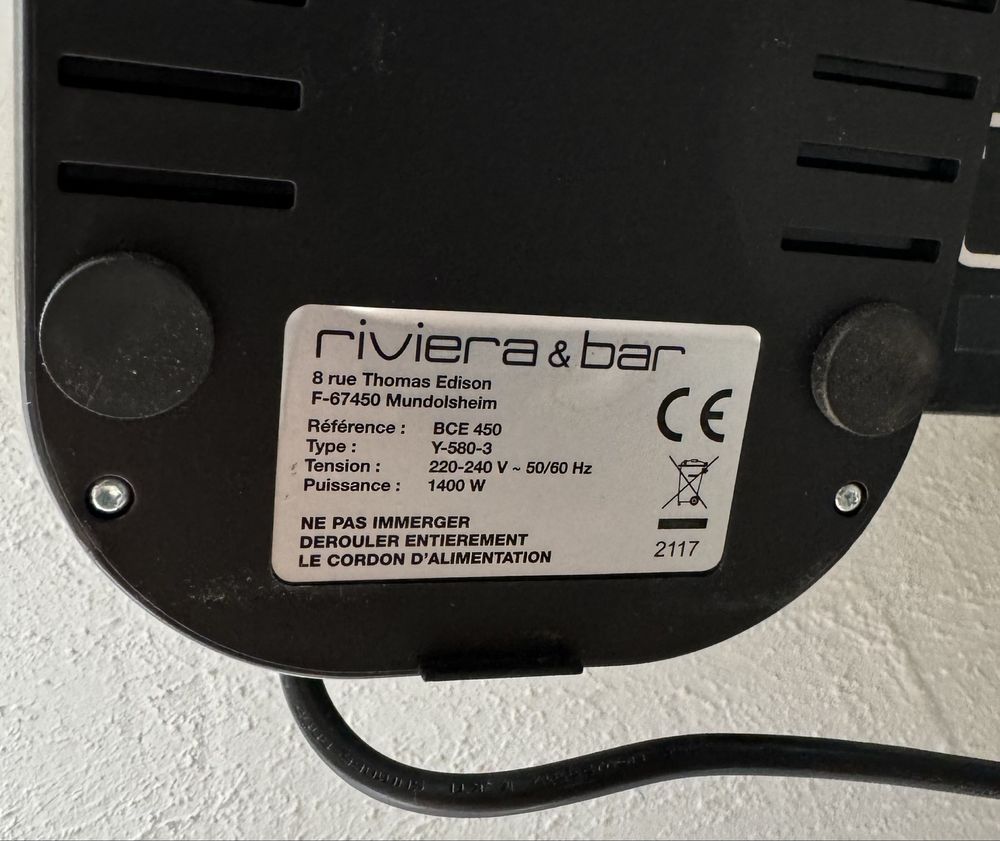 riviera & bar
8 rue Thomas Edison
F-67450 Mundolsheim
Référence : BCE 450
Type : Y-580-3
Tension : 220-240 V ~ 50/60 Hz
Puissance : 1400 W
NE PAS IMMERGER
DEROULER ENTIEREMENT
LE CORDON D'ALIMENTATION
CE
2117